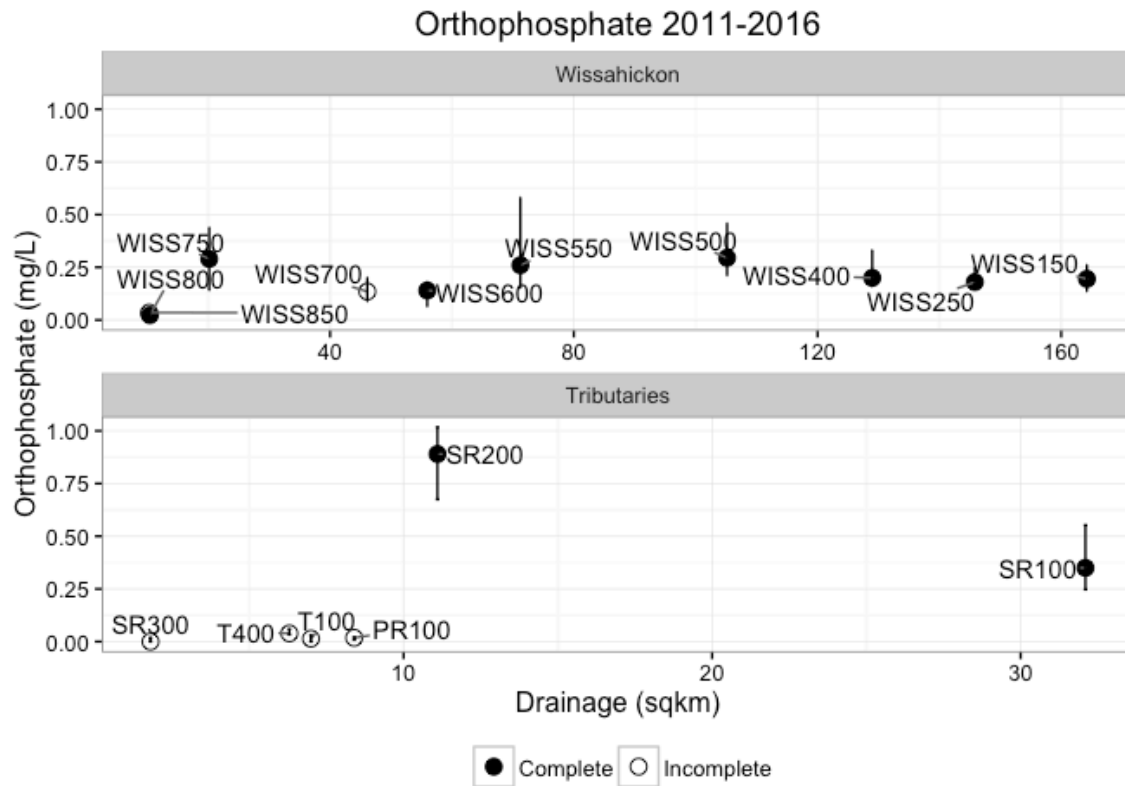 Orthophosphate 2011-2016
Wissahickon
Orthophosphate (mg/L)
1.00
0.75
0.50
0.25
0.00
WISS750
WISS800
WISS850
WISS700
WISS600
WISS550
WISS500
WISS400
WISS250
WISS150
40
80
120
160
Tributaries
1.00
0.75
0.50
0.25
0.00
SR300
T400
T100
PR100
SR200
SR100
10
20
30
Drainage (sqkm)
Complete
Incomplete